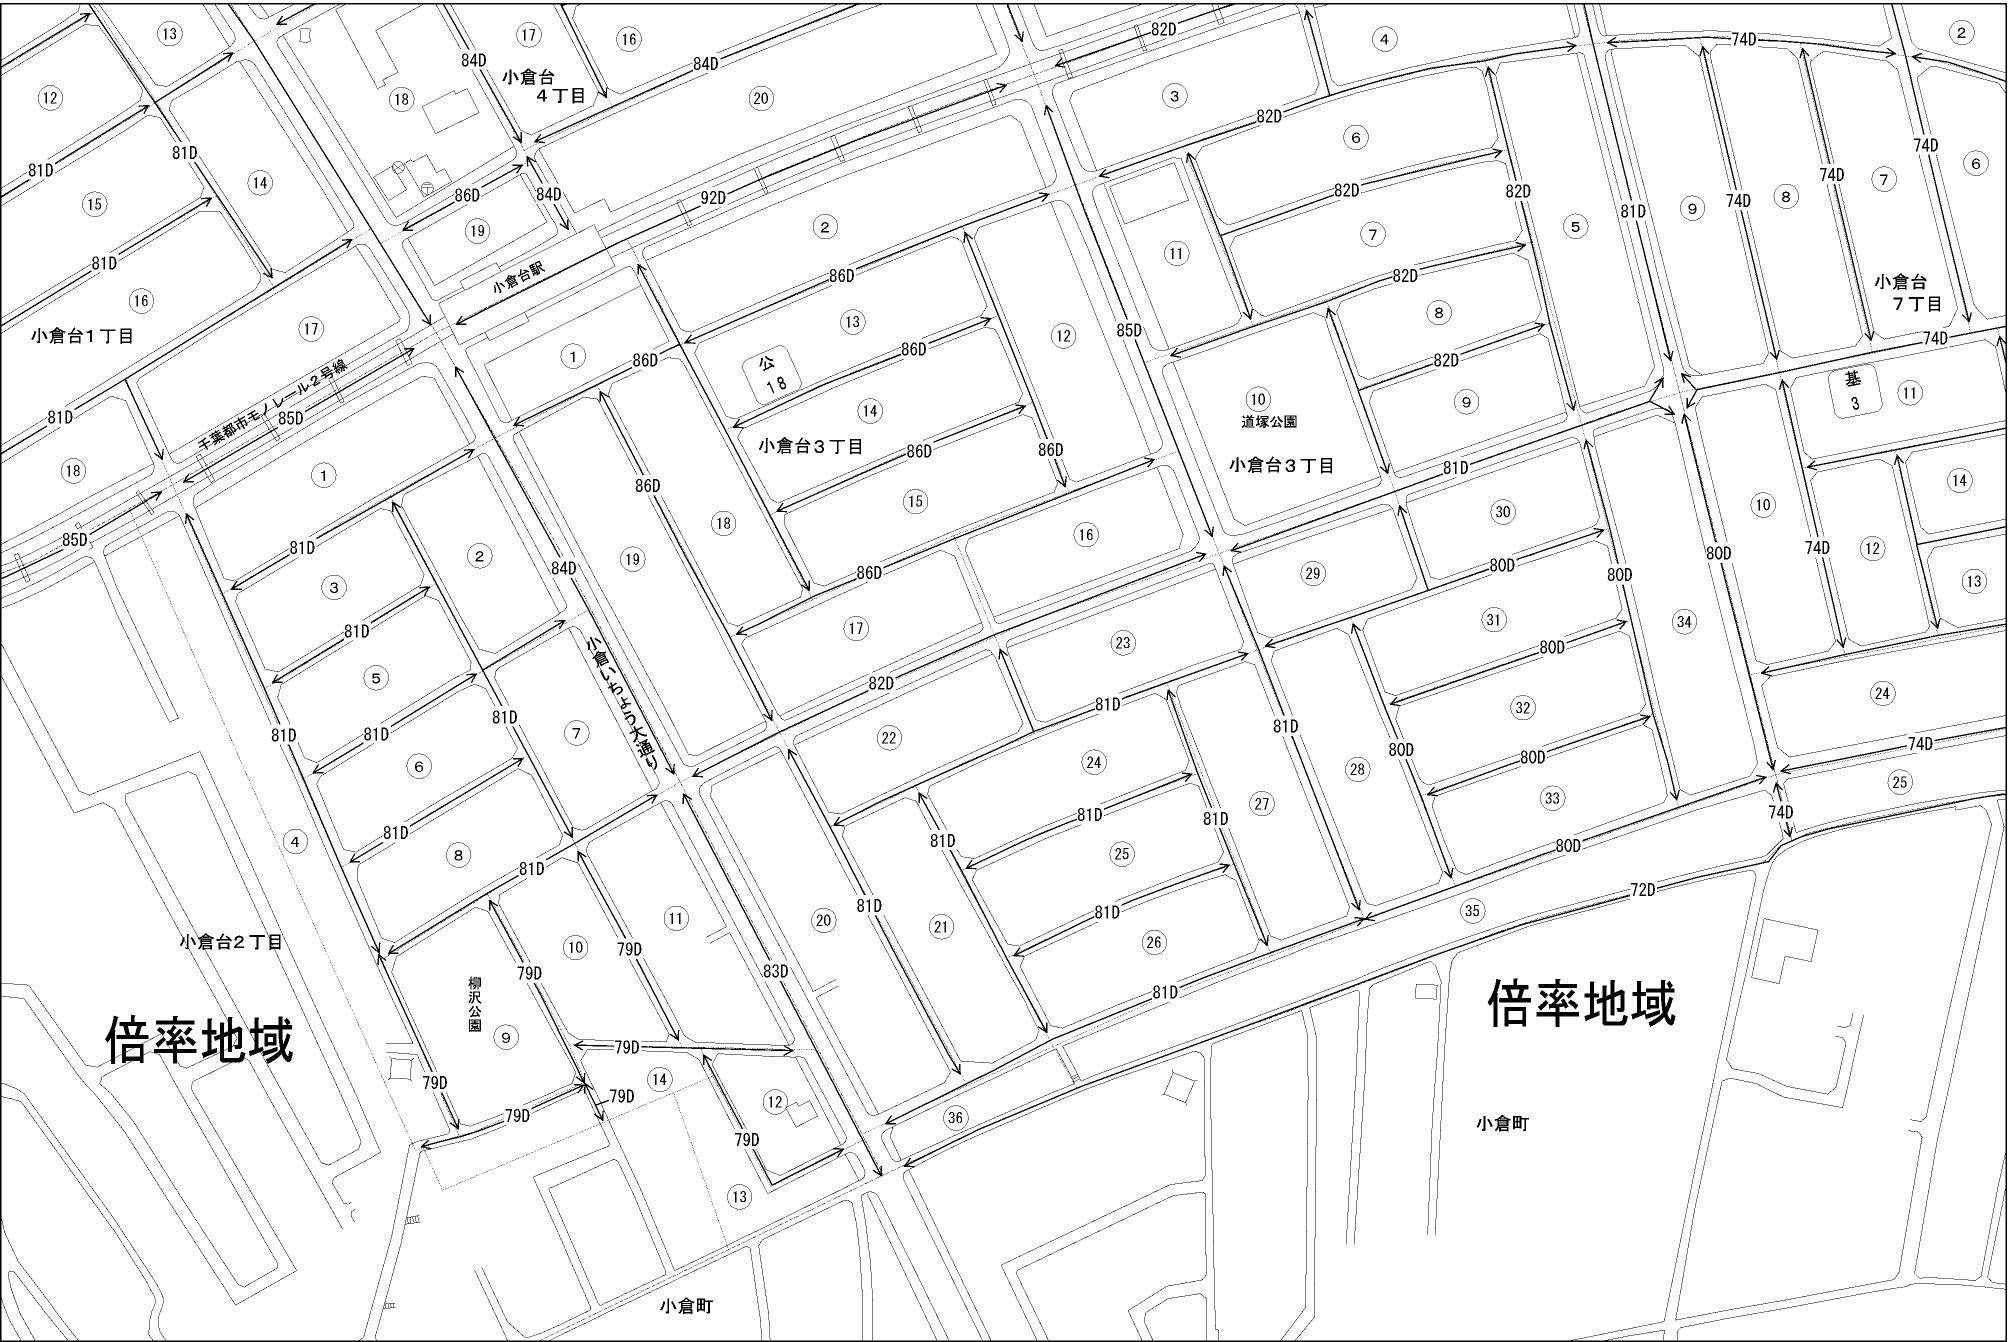 ⑬
⑰
⑯
82D
④
74D
②
84D
84D
小倉台
４丁目
⑫
⑱
⑳
③
82D
⑥
74D
⑥
81D
81D
⑭
86D
84D
92D
82D
82D
81D
⑨
74D
⑧
74D
⑦
⑮
⑲
②
⑪
⑦
⑤
81D
小倉台駅
86D
82D
小倉台
７丁目
⑯
小倉台１丁目
⑰
⑬
⑫
85D
⑧
74D
①
86D
86D
82D
公
18
基
3
⑪
千葉都市モノレール２号線
81D
85D
⑭
⑩
道塚公園
⑨
小倉台３丁目
86D
86D
小倉台３丁目
81D
⑱
①
86D
⑮
⑱
⑯
㉚
⑩
⑭
85D
81D
②
84D
⑲
86D
㉙
80D
80D
80D
74D
⑫
⑬
③
81D
⑰
㉓
㉛
㉞
⑤
小倉いちょう大通り
82D
80D
㉔
81D
81D
81D
⑦
㉒
81D
81D
80D
㉜
74D
⑥
㉔
㉘
80D
㉝
㉕
81D
④
⑧
81D
81D
81D
81D
㉗
㉕
80D
74D
81D
81D
72D
⑪
⑳
㉑
81D
㉟
小倉台２丁目
⑩
79D
㉖
79D
83D
柳沢公園
81D
倍率地域
倍率地域
⑨
79D
79D
⑭
79D
⑫
79D
79D
㊱
小倉町
⑬
小倉町